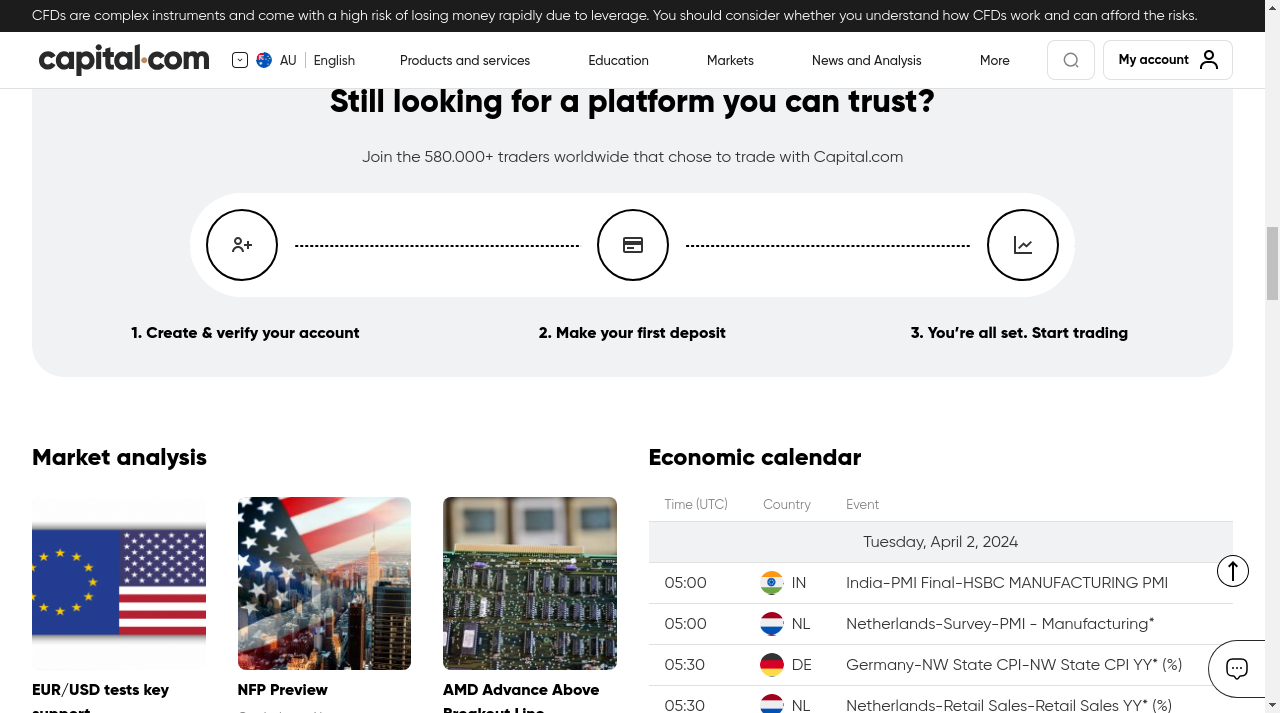 CFDs are complex instruments and come with a high risk of losing money rapidly due to leverage. You should consider whether you understand how CFDs work and can afford the risks.
capital.com
AU English
Products and services
Education
Markets
News and Analysis
More
My account
Still looking for a platform you can trust?
Join the 580.000+ traders worldwide that chose to trade with Capital.com
1. Create & verify your account
2. Make your first deposit
3. You’re all set. Start trading
Market analysis
EUR/USD tests key
support
NFP Preview
AMD Advance Above
Breakout Line
Economic calendar
Time (UTC) Country Event
Tuesday, April 2, 2024
05:00 IN India-PMI Final-HSBC MANUFACTURING PMI
05:00 NL Netherlands-Survey-PMI - Manufacturing*
05:30 DE Germany-NW State CPI-NW State CPI YY* (%)
05:30 NL Netherlands-Retail Sales-Retail Sales YY* (%)